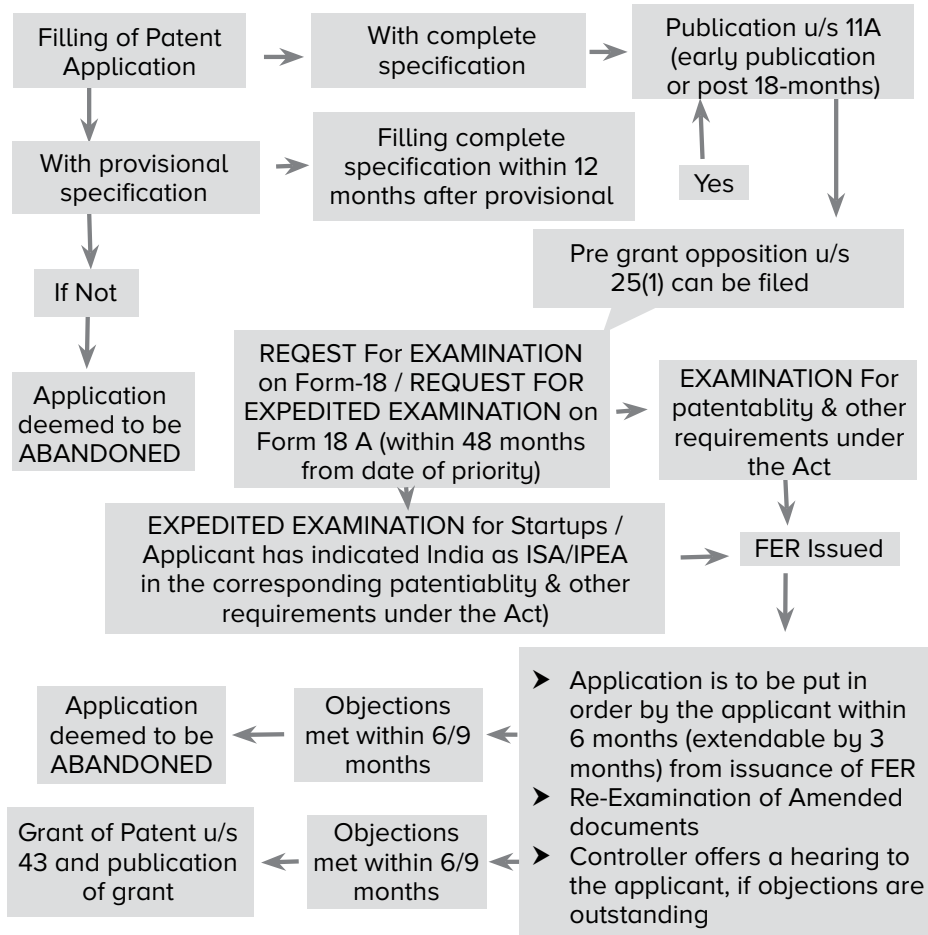 Filling of Patent
Application
With complete
specification
Publication u/s 11A
(early publication
or post 18-months)
With provisional
specification
Filling complete
specification within 12
months after provisional
Yes
Pre grant opposition u/s
25(1) can be filed
If Not
Application
deemed to be
ABANDONED
REQEST For EXAMINATION
on Form-18 / REQUEST FOR
EXPEDITED EXAMINATION on
Form 18 A (within 48 months
from date of priority)
EXAMINATION For
patentablity & other
requirements under
the Act
EXPEDITED EXAMINATION for Startups /
Applicant has indicated India as ISA/IPEA
in the corresponding patentiablity & other
requirements under the Act)
FER Issued
➤ Application is to be put in
order by the applicant within
6 months (extendable by 3
months) from issuance of FER
➤ Re-Examination of Amended
documents
➤ Controller offers a hearing to
the applicant, if objections are
outstanding
Objections
met within 6/9
months
Application
deemed to be
ABANDONED
Objections
met within 6/9
months
Grant of Patent u/s
43 and publication
of grant